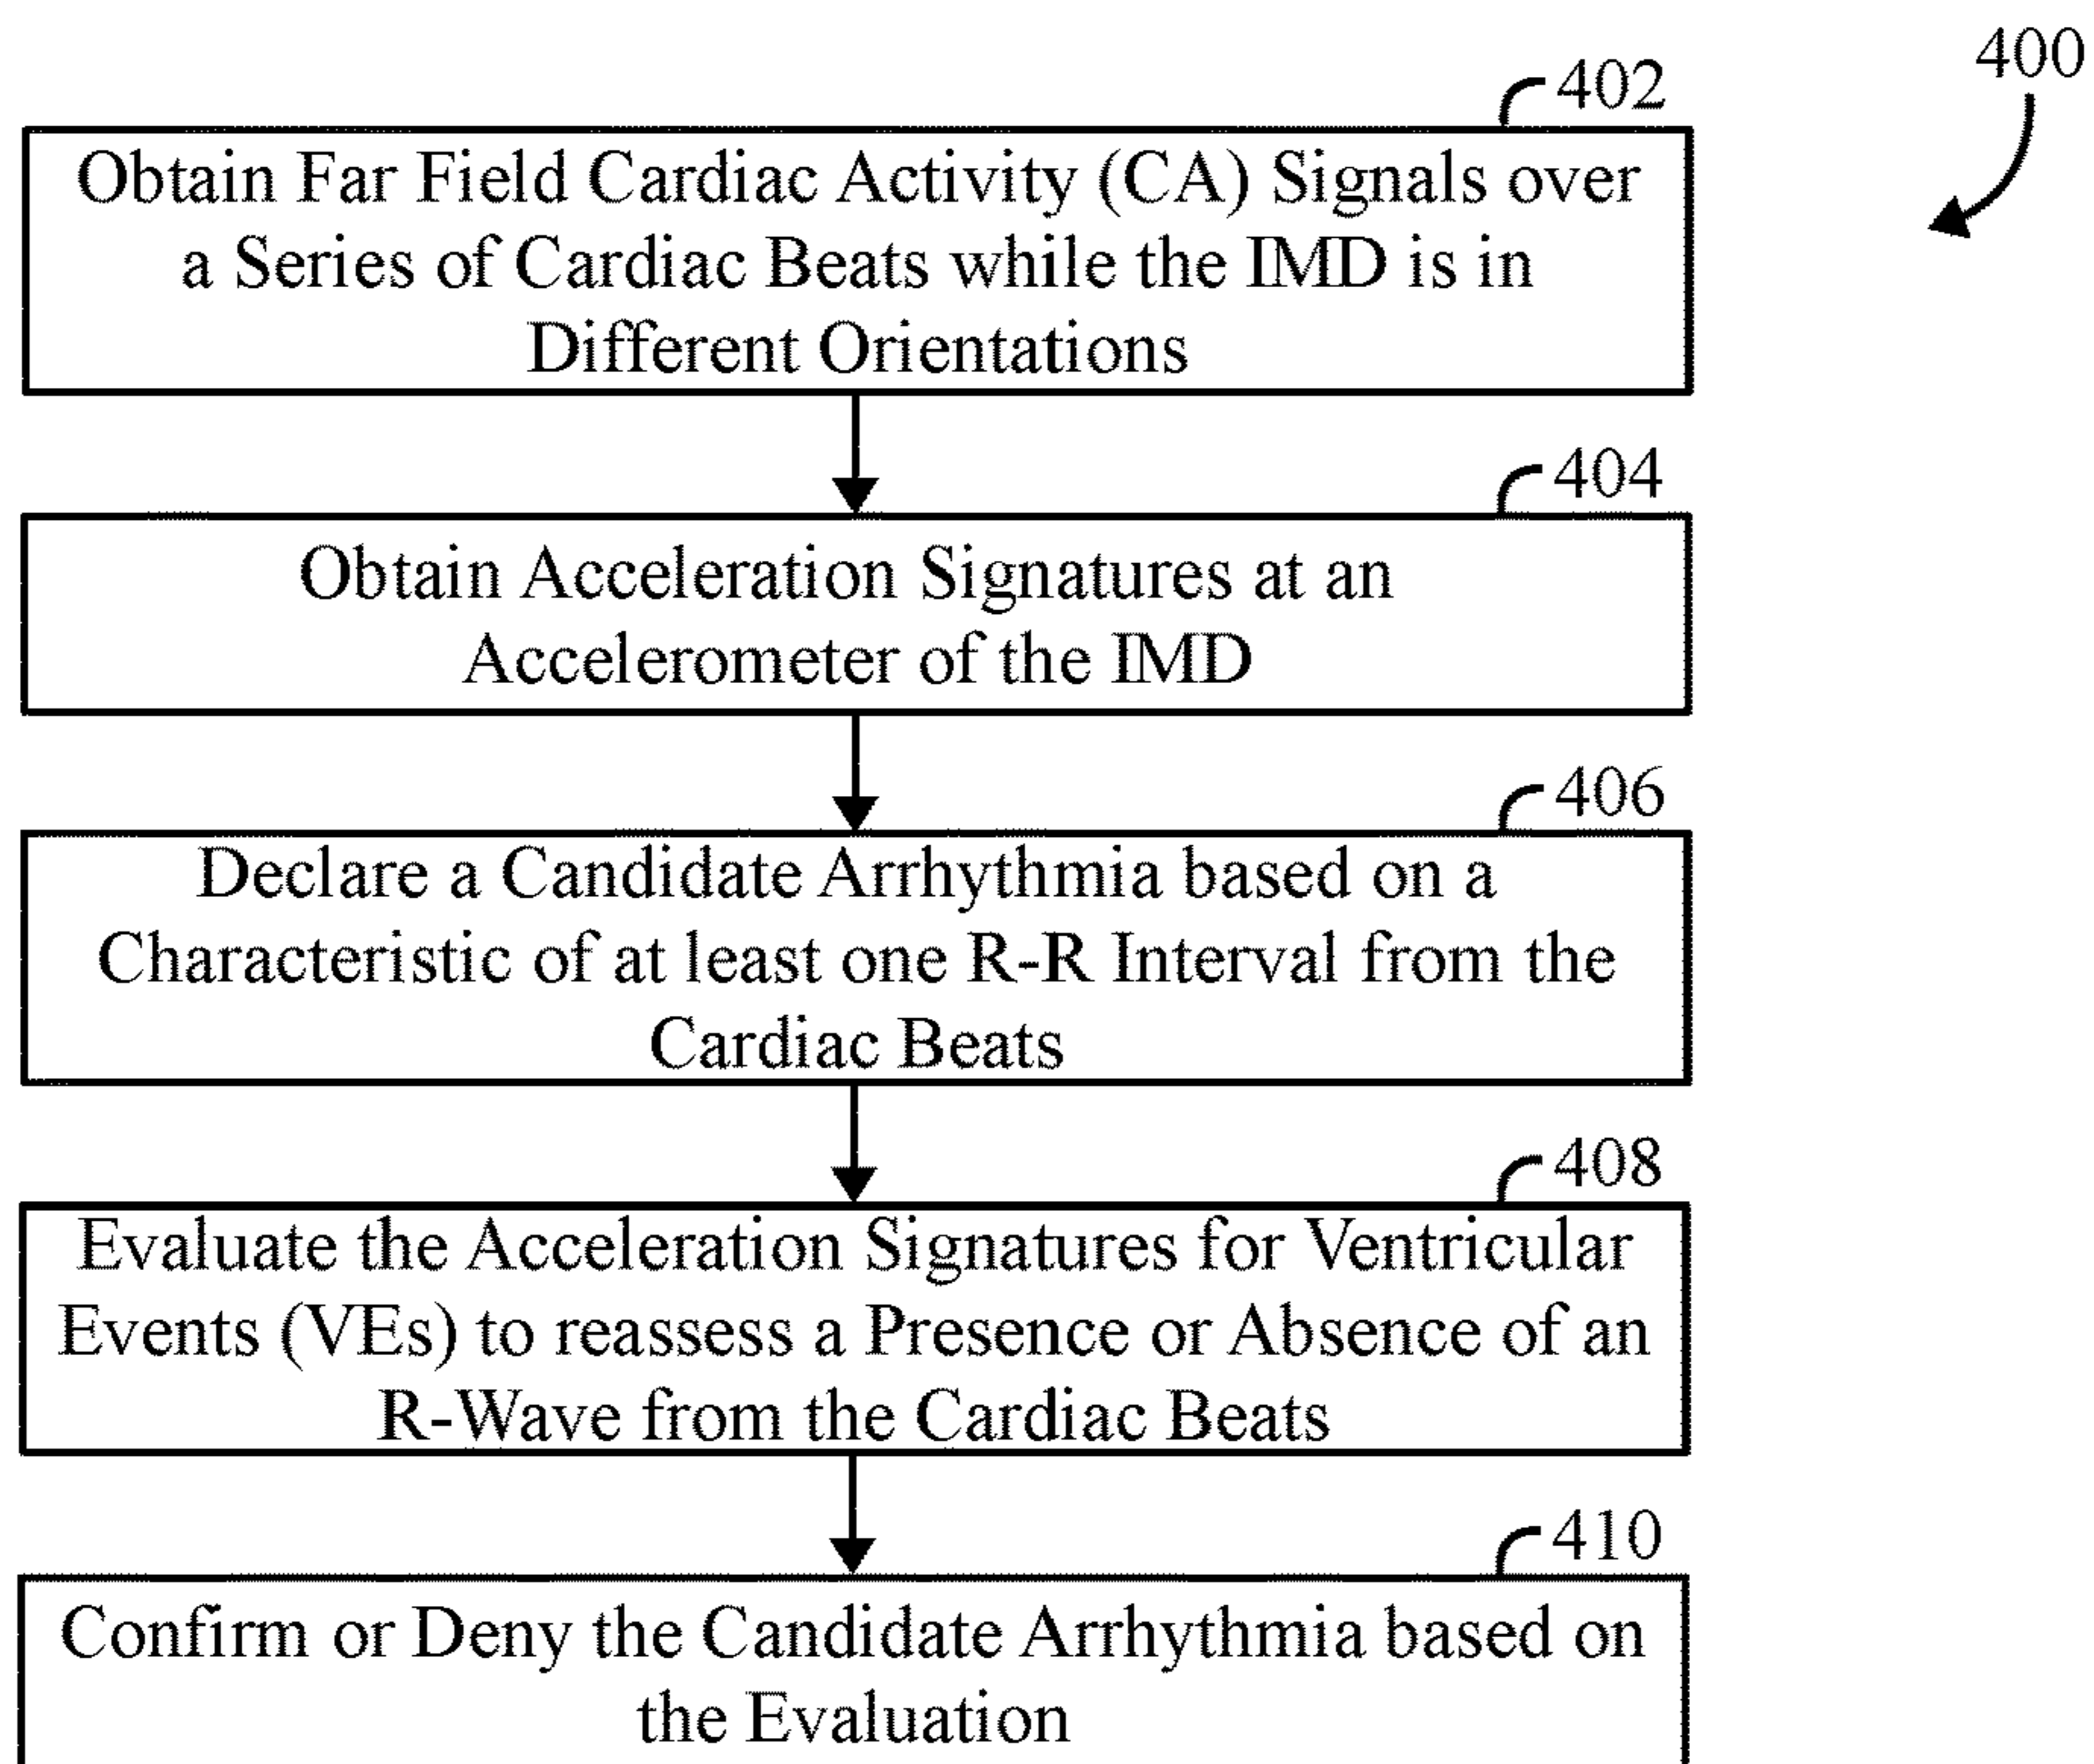 400
402
Obtain Far Field Cardiac Activity (CA) Signals over
a Series of Cardiac Beats while the IMD is in
Different Orientations
404
Obtain Acceleration Signatures at an
Accelerometer of the IMD
406
Declare a Candidate Arrhythmia based on a
Characteristic of at least one R-R Interval from the
Cardiac Beats
408
Evaluate the Acceleration Signatures for Ventricular
Events (VEs) to reassess a Presence or Absence of an
R-Wave from the Cardiac Beats
410
Confirm or Deny the Candidate Arrhythmia based on
the Evaluation